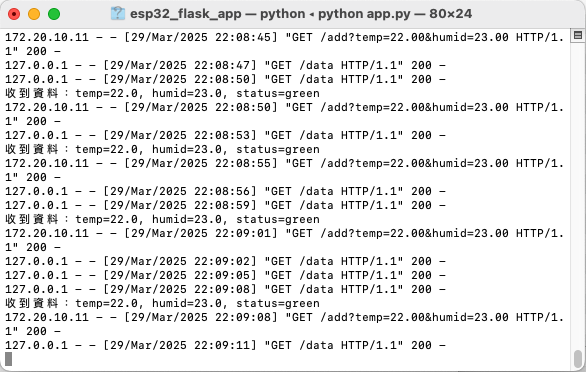 esp32_flask_app — python ◂ python app.py — 80×24
172.20.10.11 - - [29/Mar/2025 22:08:45] "GET /add?temp=22.00&humid=23.00 HTTP/1.
1" 200 -
127.0.0.1 - - [29/Mar/2025 22:08:47] "GET /data HTTP/1.1" 200 -
127.0.0.1 - - [29/Mar/2025 22:08:50] "GET /data HTTP/1.1" 200 -
收到資料：temp=22.0, humid=23.0, status=green
172.20.10.11 - - [29/Mar/2025 22:08:50] "GET /add?temp=22.00&humid=23.00 HTTP/1.
1" 200 -
127.0.0.1 - - [29/Mar/2025 22:08:53] "GET /data HTTP/1.1" 200 -
收到資料：temp=22.0, humid=23.0, status=green
172.20.10.11 - - [29/Mar/2025 22:08:55] "GET /add?temp=22.00&humid=23.00 HTTP/1.
1" 200 -
127.0.0.1 - - [29/Mar/2025 22:08:56] "GET /data HTTP/1.1" 200 -
127.0.0.1 - - [29/Mar/2025 22:08:59] "GET /data HTTP/1.1" 200 -
收到資料：temp=22.0, humid=23.0, status=green
172.20.10.11 - - [29/Mar/2025 22:09:01] "GET /add?temp=22.00&humid=23.00 HTTP/1.
1" 200 -
127.0.0.1 - - [29/Mar/2025 22:09:02] "GET /data HTTP/1.1" 200 -
127.0.0.1 - - [29/Mar/2025 22:09:05] "GET /data HTTP/1.1" 200 -
127.0.0.1 - - [29/Mar/2025 22:09:08] "GET /data HTTP/1.1" 200 -
收到資料：temp=22.0, humid=23.0, status=green
172.20.10.11 - - [29/Mar/2025 22:09:08] "GET /add?temp=22.00&humid=23.00 HTTP/1.
1" 200 -
127.0.0.1 - - [29/Mar/2025 22:09:11] "GET /data HTTP/1.1" 200 -